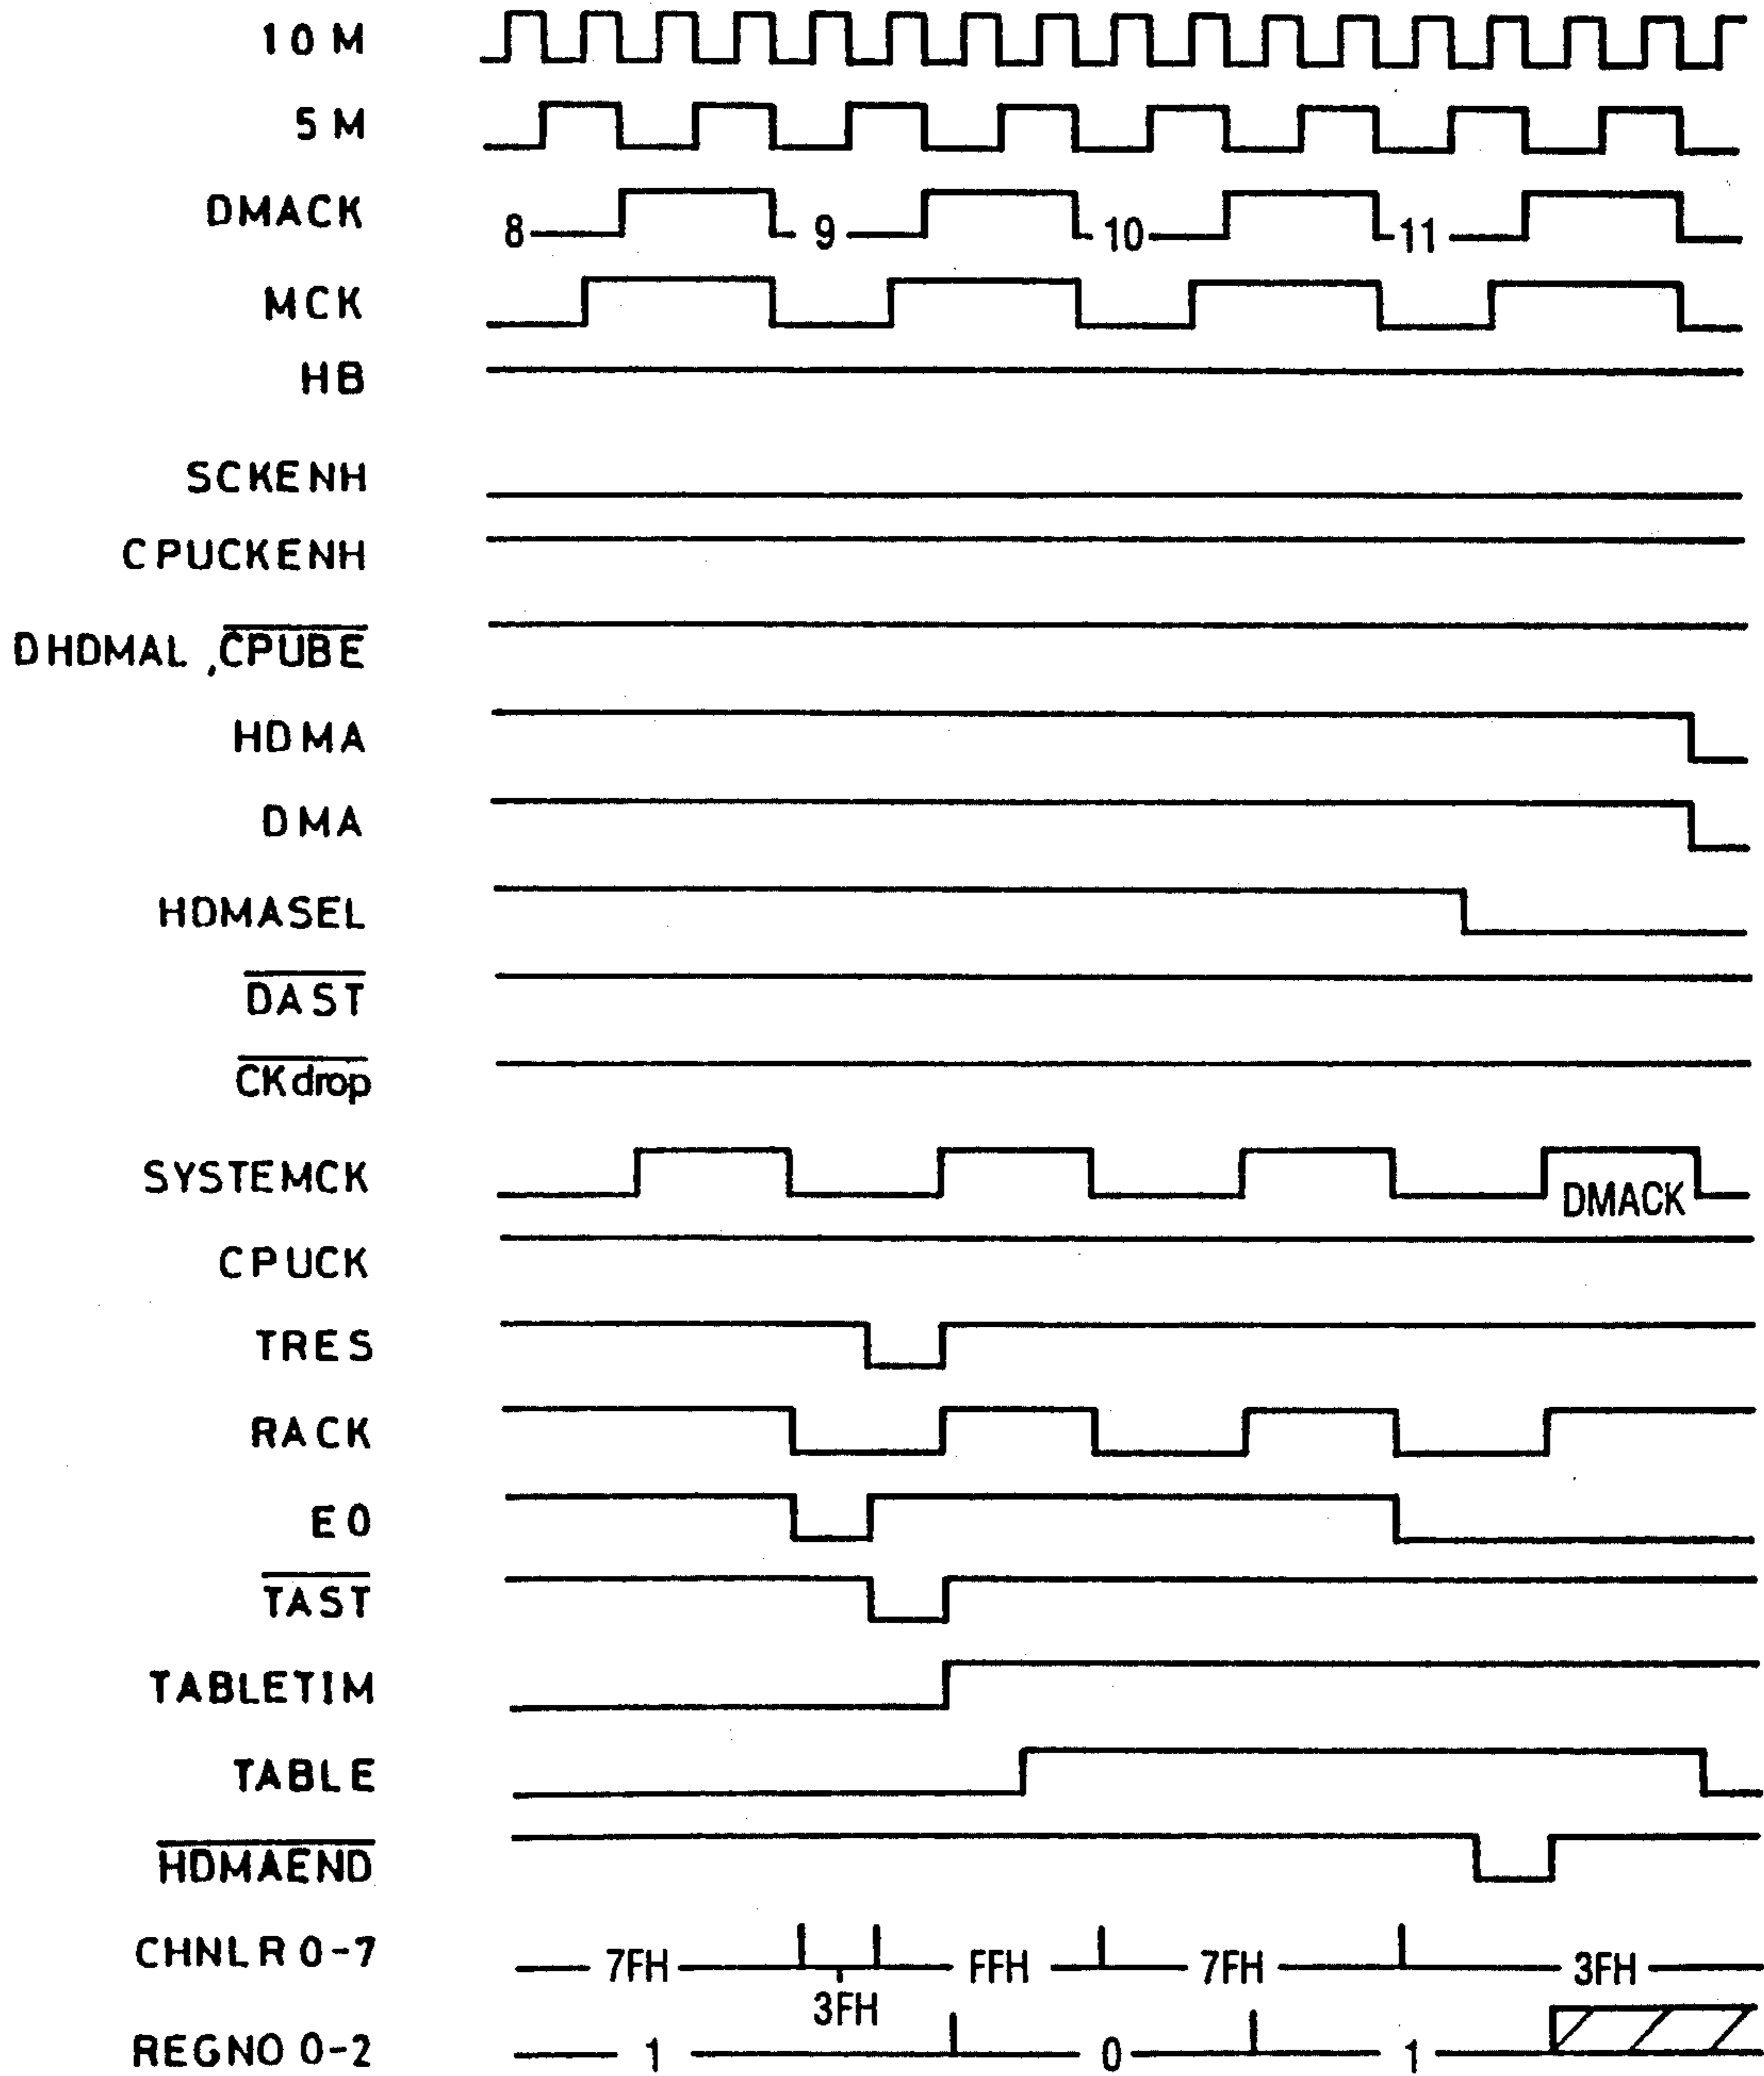 10M
5M
DMACK 8 9 10 11
MCK
HB
SCKENH
CPUCKENH
DHDMAL, CPUBE
HDMA
DMA
HDMASEL
DAST
CKdrop
SYSTEMCK DMACK
CPUCK
TRES
RACK
E0
TAST
TABLETIM
TABLE
HDMAEND
CHNLR 0-7 7FH 3FH FFH 7FH 3FH
REGNO 0-2 1 0 1